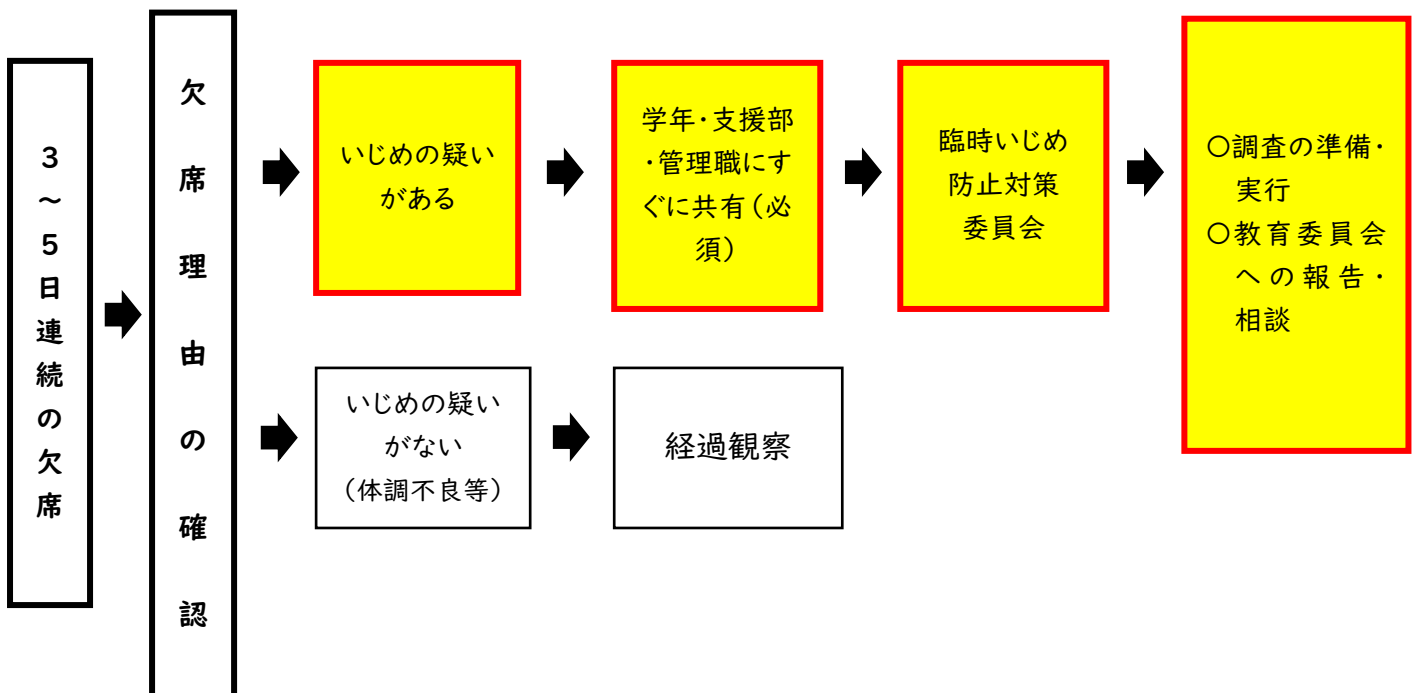 3～5日連続の欠席
欠席理由の確認
いじめの疑い
がある
学年・支援部
・管理職にす
ぐに共有（必
須）
臨時いじめ
防止対策
委員会
〇調査の準備・
実行
〇教育委員会
への報告・
相談
いじめの疑い
がない
（体調不良等）
経過観察